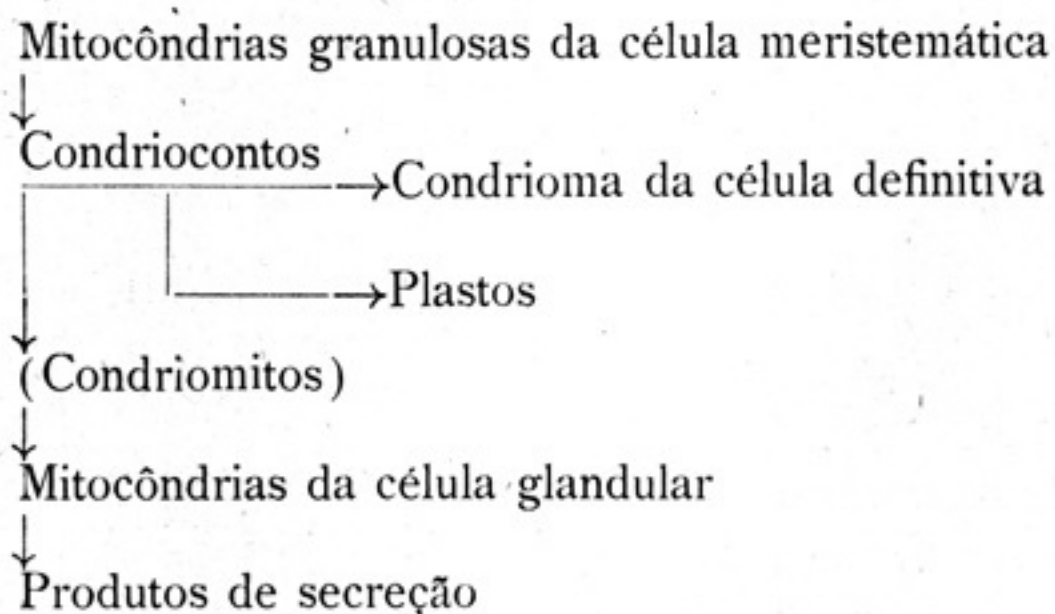 Mitocôndrias granulosas da célula meristemática
Condriocontos
Condrioma da célula definitiva
Plastos
(Condriomitos)
Mitocôndrias da célula glandular
Produtos de secreção